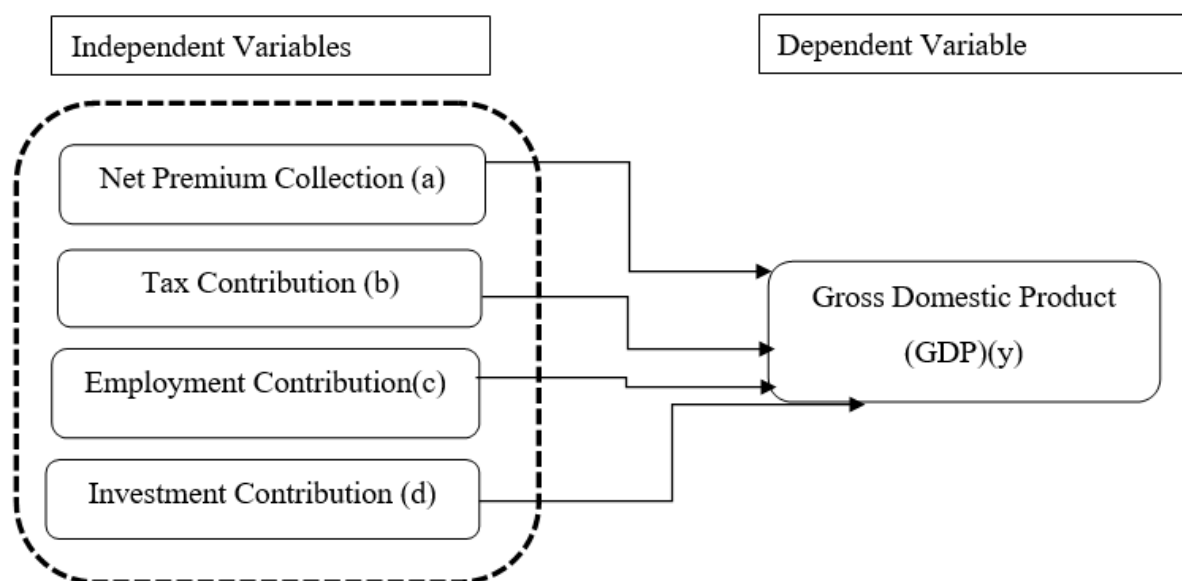 Independent Variables
Dependent Variable
Net Premium Collection (a)
Tax Contribution (b)
Employment Contribution(c)
Investment Contribution (d)
Gross Domestic Product
(GDP)(y)